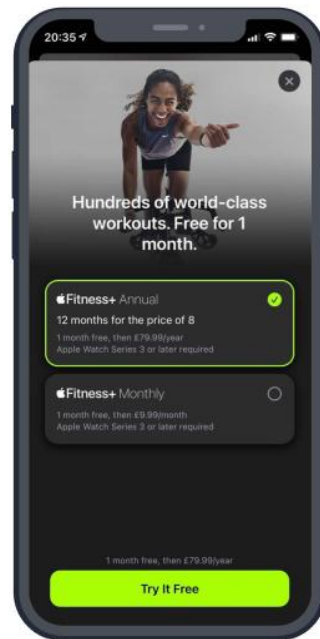 20:35
Hundreds of world-class
workouts. Free for 1
month.
Fitness+ Annual
12 months for the price of 8
1 month free, then £79.99/year
Apple Watch Series 3 or later required
Fitness+ Monthly
1 month free, then £9.99/month
Apple Watch Series 3 or later required
1 month free, then £79.99/year
Try It Free